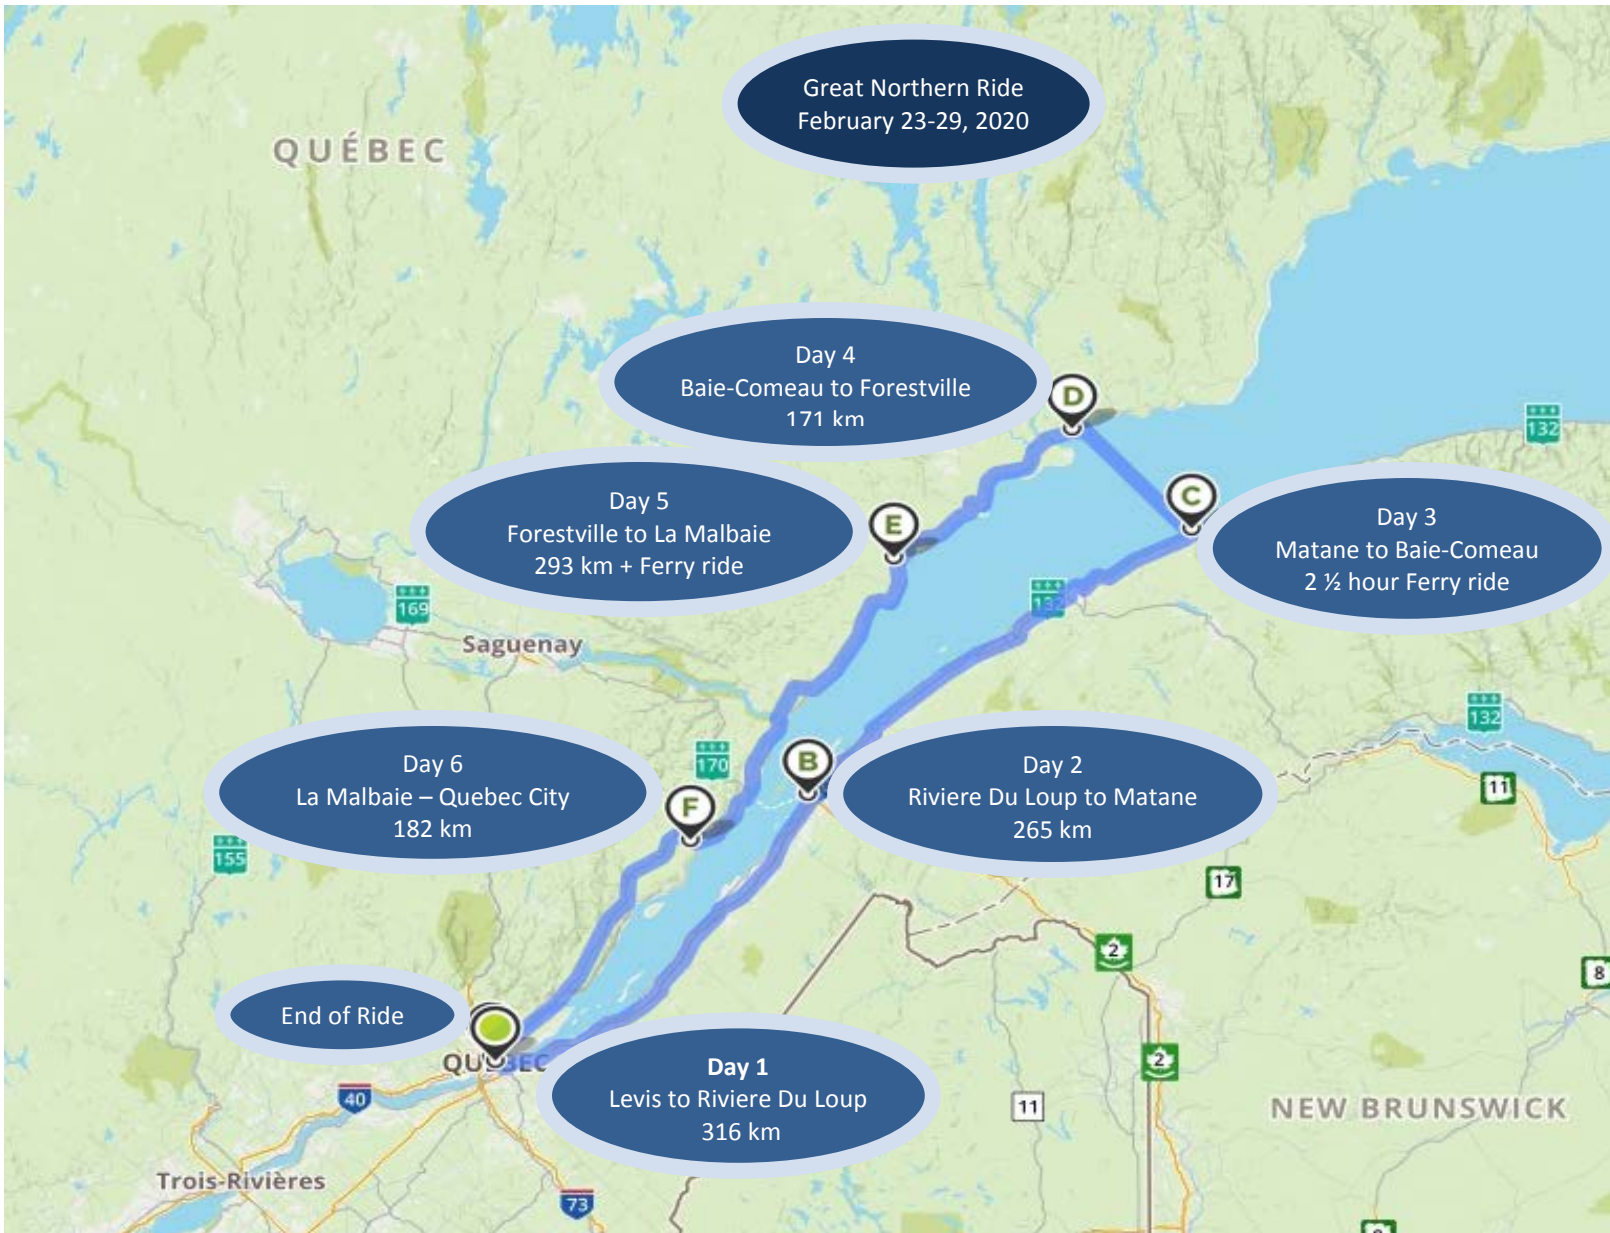 Great Northern Ride
February 23-29, 2020
QUÉBEC
Day 4
Baie-Comeau to Forestville
171 km
D
132
Day 5
Forestville to La Malbaie
293 km + Ferry ride
E
C
Day 3
Matane to Baie-Comeau
2 ½ hour Ferry ride
169
132
Saguenay
132
Day 6
La Malbaie – Quebec City
182 km
170
F
B
Day 2
Riviere Du Loup to Matane
265 km
11
155
17
2
8
End of Ride
QUÉBEC
Day 1
Levis to Riviere Du Loup
316 km
2
40
11
NEW BRUNSWICK
Trois-Rivières
73